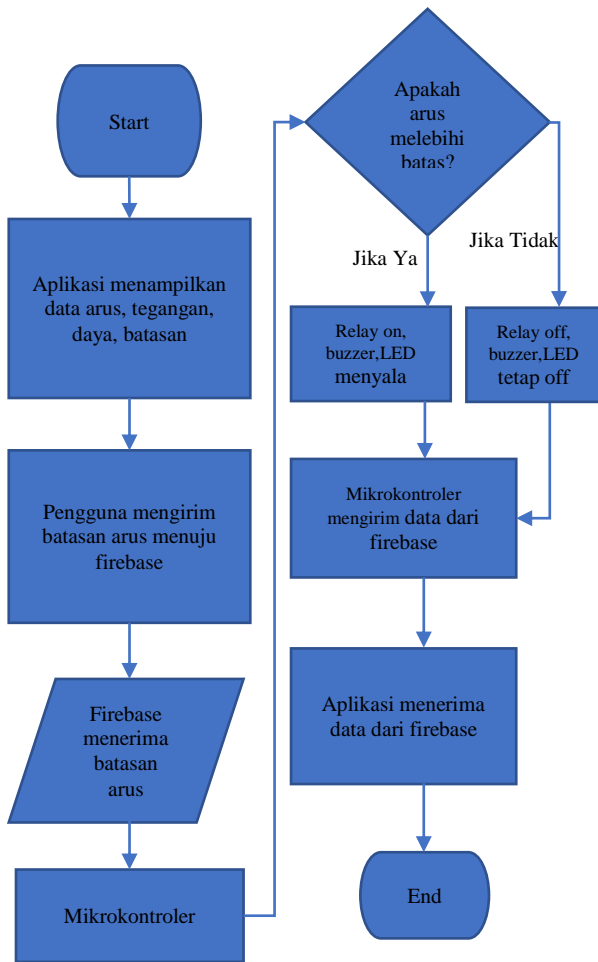 Start
Aplikasi menampilkan
data arus, tegangan,
daya, batasan
Pengguna mengirim
batasan arus menuju
firebase
Firebase
menerima
batasan
arus
Mikrokontroler
Apakah
arus
melebihi
batas?
Jika Ya
Jika Tidak
Relay on,
buzzer,LED
menyala
Relay off,
buzzer,LED
tetap off
Mikrokontroler
mengirim data dari
firebase
Aplikasi menerima
data dari firebase
End